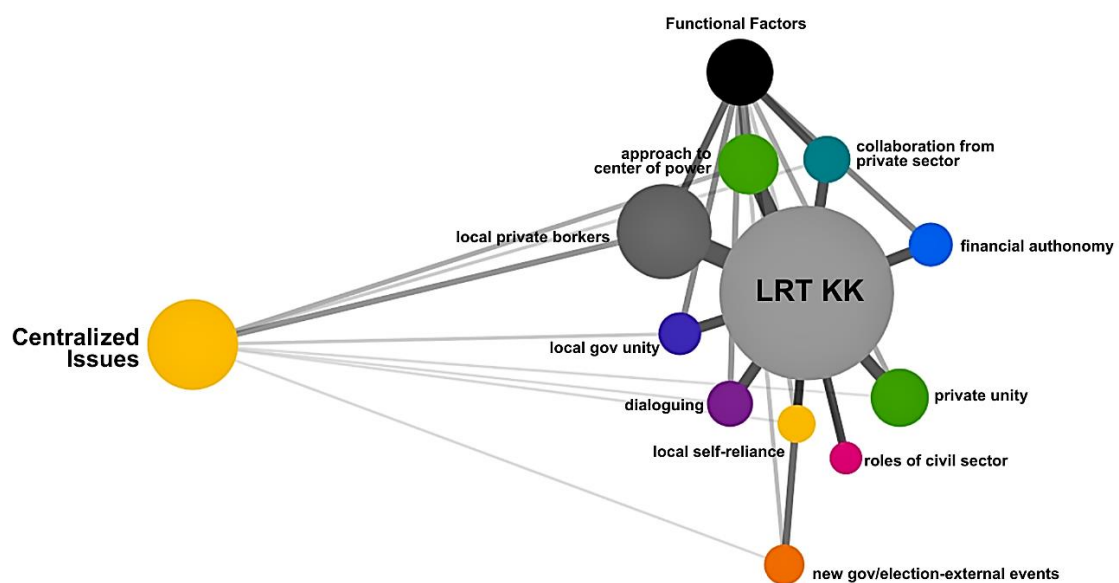 Functional Factors
approach to
center of power
collaboration from
private sector
local private borkers
financial authonomy
LRT KK
Centralized
Issues
local gov unity
dialoguing
private unity
local self-reliance
roles of civil sector
new gov/election-external events